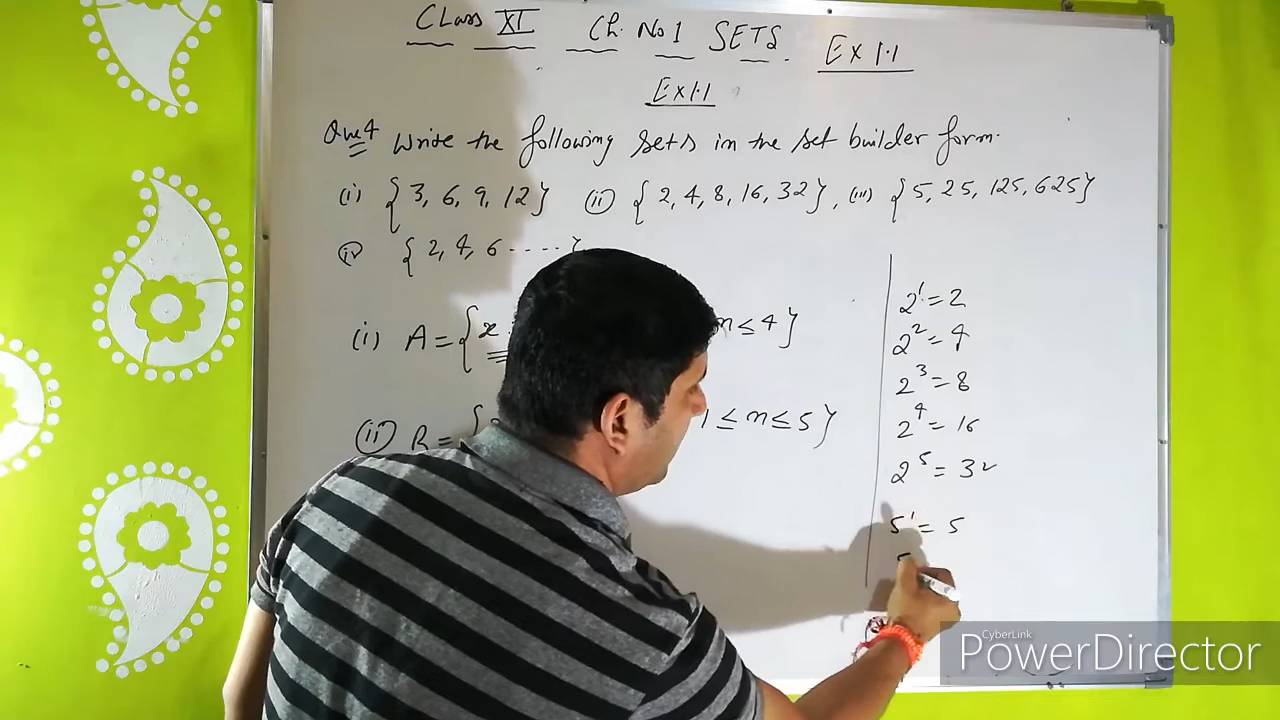 Class XI Ch. No 1 SETS. Ex 1.1
Ex 1.1
Que 4 Write the following sets in the set builder form.
(i) {3, 6, 9, 12} (ii) {2, 4, 8, 16, 32}, (iii) {5, 25, 125, 625}
(iv) {2, 4, 6 ----- }
(i) A = {x n ≤ 4}
(ii) B = { 1 ≤ n ≤ 5}
2¹ = 2
2² = 4
2³ = 8
2⁴ = 16
2⁵ = 32
5¹ = 5
5
CyberLink
PowerDirector